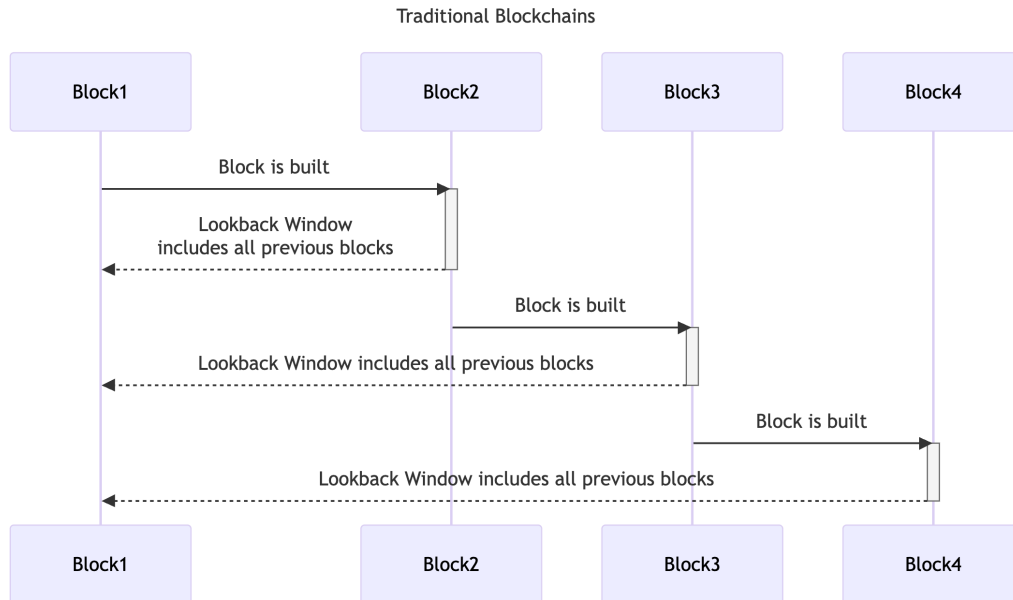 Traditional Blockchains
Block1
Block2
Block3
Block4
Block is built
Lookback Window
includes all previous blocks
Block is built
Lookback Window includes all previous blocks
Block is built
Lookback Window includes all previous blocks
Block1
Block2
Block3
Block4